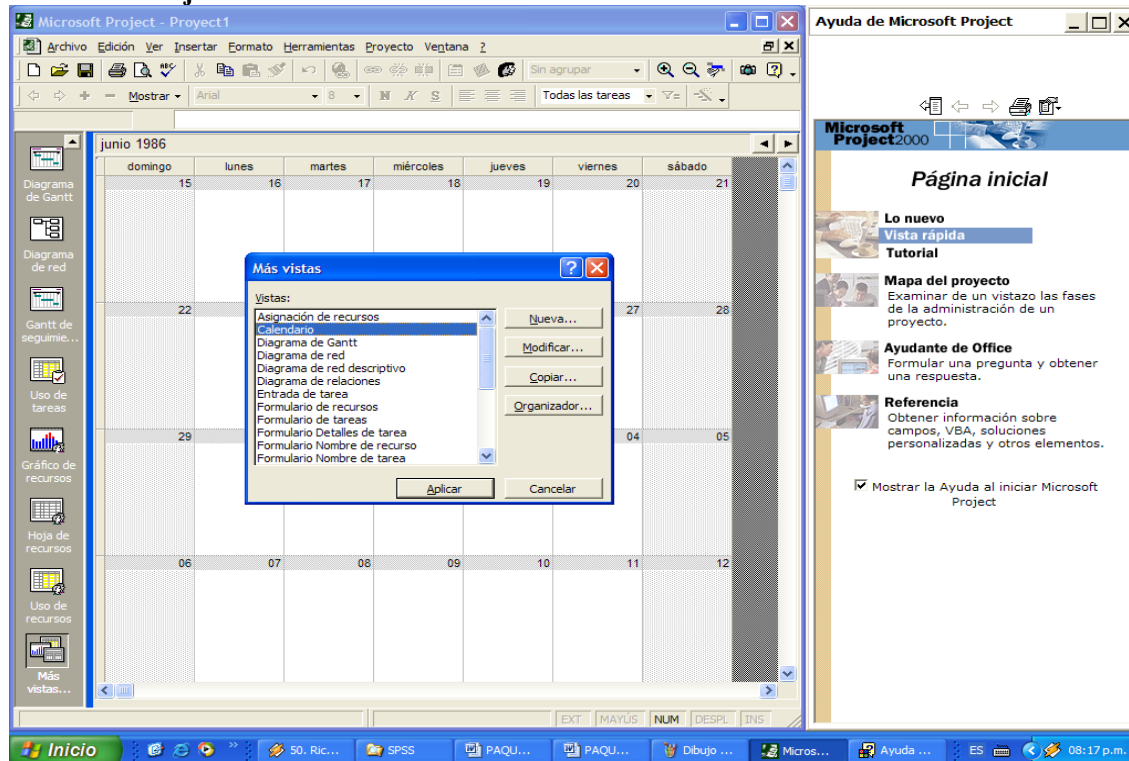 Microsoft Project - Proyect1
Archivo Edición Ver Insertar Formato Herramientas Proyecto Ventana ?
Sin agrupar
Mostrar Arial 8 N K S Todas las tareas
junio 1986
domingo lunes martes miércoles jueves viernes sábado
15 16 17 18 19 20 21
22 27 28
29 04 05
06 07 08 09 10 11 12
Diagrama
de Gantt
Diagrama
de red
Gantt de
seguimie...
Uso de
tareas
Gráfico de
recursos
Hoja de
recursos
Uso de
recursos
Más
vistas...
Más vistas
Vistas:
Asignación de recursos
Calendario
Diagrama de Gantt
Diagrama de red
Diagrama de red descriptivo
Diagrama de relaciones
Entrada de tarea
Formulario de recursos
Formulario de tareas
Formulario Detalles de tarea
Formulario Nombre de recurso
Formulario Nombre de tarea
Nueva...
Modificar...
Copiar...
Organizador...
Aplicar Cancelar
EXT MAYÚS NUM DESPL INS
Ayuda de Microsoft Project
Microsoft
Project2000
Página inicial
Lo nuevo
Vista rápida
Tutorial
Mapa del proyecto
Examinar de un vistazo las fases
de la administración de un
proyecto.
Ayudante de Office
Formular una pregunta y obtener
una respuesta.
Referencia
Obtener información sobre
campos, VBA, soluciones
personalizadas y otros elementos.
Mostrar la Ayuda al iniciar Microsoft
Project
Inicio 50. Ric... SPSS PAQU... PAQU... Dibujo ... Micros... Ayuda ... ES 08:17 p.m.